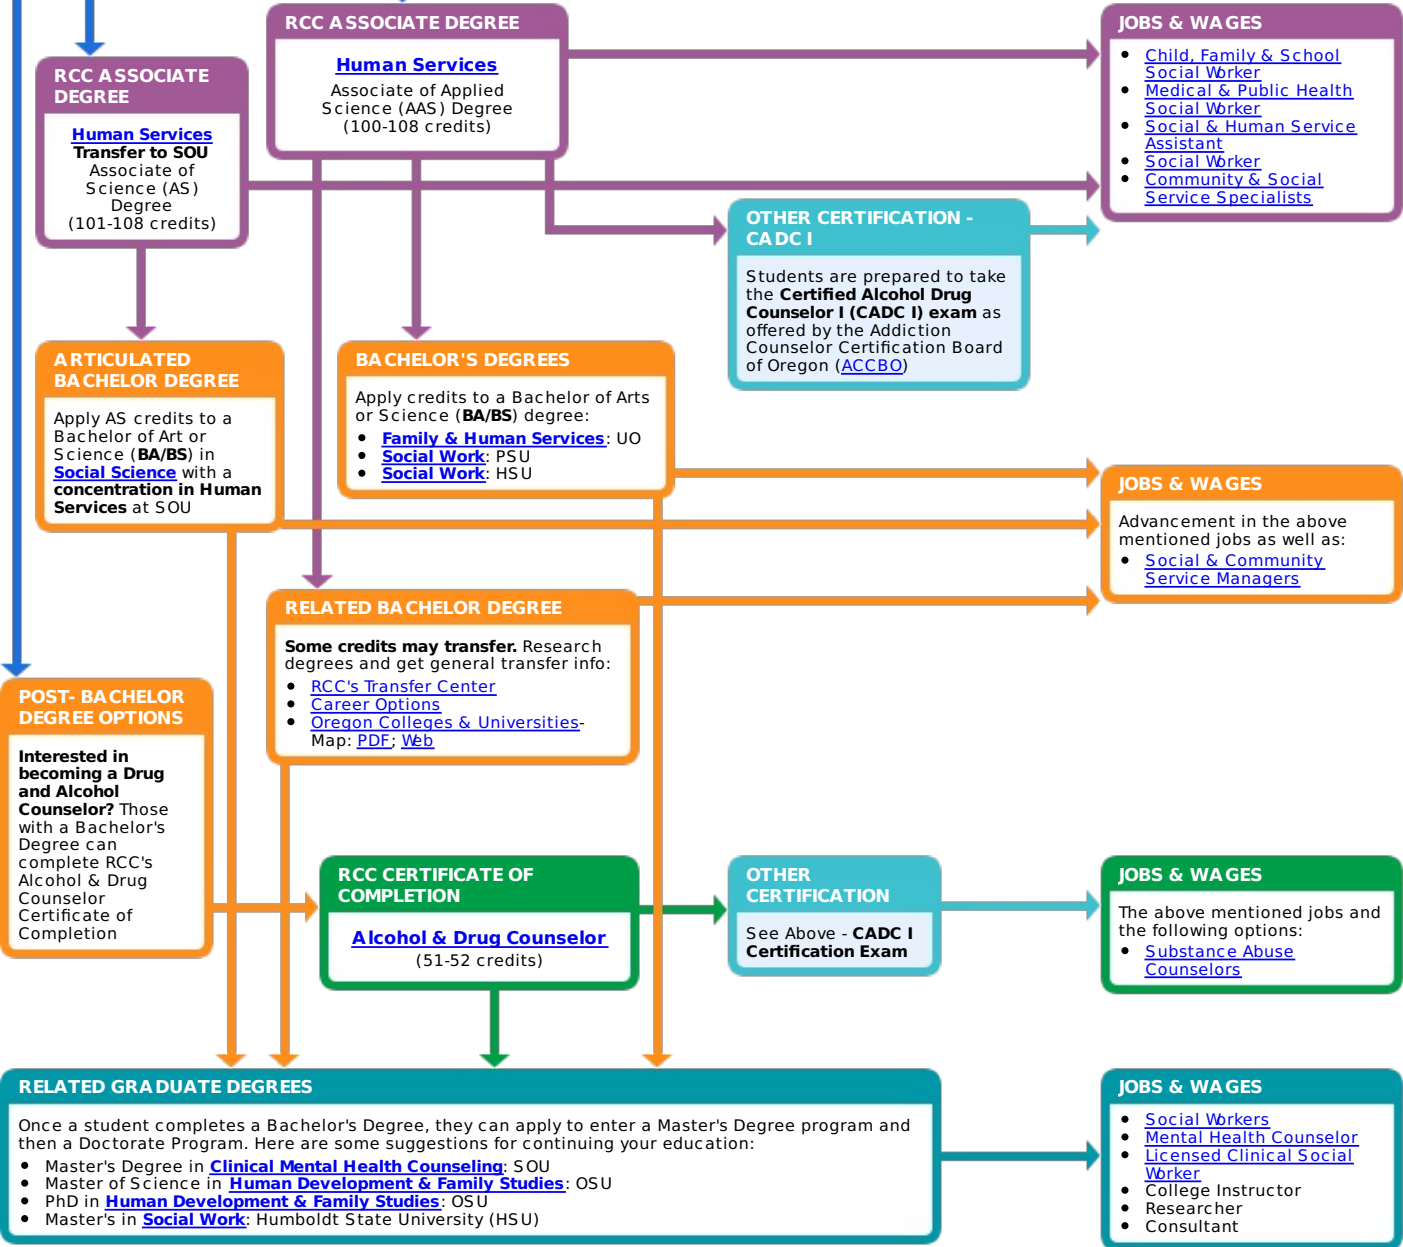 RCC ASSOCIATE DEGREE
Human Services
Associate of Applied
Science (AAS) Degree
(100-108 credits)
JOBS & WAGES
• Child, Family & School
Social Worker
• Medical & Public Health
Social Worker
• Social & Human Service
Assistant
• Social Worker
• Community & Social
Service Specialists
RCC ASSOCIATE
DEGREE
Human Services
Transfer to SOU
Associate of
Science (AS)
Degree
(101-108 credits)
OTHER CERTIFICATION -
CADC I
Students are prepared to take
the Certified Alcohol Drug
Counselor I (CADC I) exam as
offered by the Addiction
Counselor Certification Board
of Oregon (ACCBO)
ARTICULATED
BACHELOR DEGREE
Apply AS credits to a
Bachelor of Art or
Science (BA/BS) in
Social Science with a
concentration in Human
Services at SOU
BACHELOR'S DEGREES
Apply credits to a Bachelor of Arts
or Science (BA/BS) degree:
• Family & Human Services: UO
• Social Work: PSU
• Social Work: HSU
JOBS & WAGES
Advancement in the above
mentioned jobs as well as:
• Social & Community
Service Managers
RELATED BACHELOR DEGREE
Some credits may transfer. Research
degrees and get general transfer info:
• RCC's Transfer Center
• Career Options
• Oregon Colleges & Universities-
Map: PDF; Web
POST- BACHELOR
DEGREE OPTIONS
Interested in
becoming a Drug
and Alcohol
Counselor? Those
with a Bachelor's
Degree can
complete RCC's
Alcohol & Drug
Counselor
Certificate of
Completion
RCC CERTIFICATE OF
COMPLETION
Alcohol & Drug Counselor
(51-52 credits)
OTHER
CERTIFICATION
See Above - CADC I
Certification Exam
JOBS & WAGES
The above mentioned jobs and
the following options:
• Substance Abuse
Counselors
RELATED GRADUATE DEGREES
Once a student completes a Bachelor's Degree, they can apply to enter a Master's Degree program and
then a Doctorate Program. Here are some suggestions for continuing your education:
• Master's Degree in Clinical Mental Health Counseling: SOU
• Master of Science in Human Development & Family Studies: OSU
• PhD in Human Development & Family Studies: OSU
• Master's in Social Work: Humboldt State University (HSU)
JOBS & WAGES
• Social Workers
• Mental Health Counselor
• Licensed Clinical Social
Worker
• College Instructor
• Researcher
• Consultant